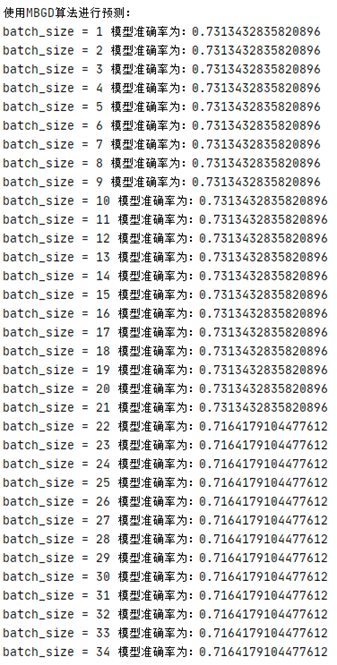 使用MBGD算法进行预测：
batch_size = 1 模型准确率为：0.7313432835820896
batch_size = 2 模型准确率为：0.7313432835820896
batch_size = 3 模型准确率为：0.7313432835820896
batch_size = 4 模型准确率为：0.7313432835820896
batch_size = 5 模型准确率为：0.7313432835820896
batch_size = 6 模型准确率为：0.7313432835820896
batch_size = 7 模型准确率为：0.7313432835820896
batch_size = 8 模型准确率为：0.7313432835820896
batch_size = 9 模型准确率为：0.7313432835820896
batch_size = 10 模型准确率为：0.7313432835820896
batch_size = 11 模型准确率为：0.7313432835820896
batch_size = 12 模型准确率为：0.7313432835820896
batch_size = 13 模型准确率为：0.7313432835820896
batch_size = 14 模型准确率为：0.7313432835820896
batch_size = 15 模型准确率为：0.7313432835820896
batch_size = 16 模型准确率为：0.7313432835820896
batch_size = 17 模型准确率为：0.7313432835820896
batch_size = 18 模型准确率为：0.7313432835820896
batch_size = 19 模型准确率为：0.7313432835820896
batch_size = 20 模型准确率为：0.7313432835820896
batch_size = 21 模型准确率为：0.7313432835820896
batch_size = 22 模型准确率为：0.7164179104477612
batch_size = 23 模型准确率为：0.7164179104477612
batch_size = 24 模型准确率为：0.7164179104477612
batch_size = 25 模型准确率为：0.7164179104477612
batch_size = 26 模型准确率为：0.7164179104477612
batch_size = 27 模型准确率为：0.7164179104477612
batch_size = 28 模型准确率为：0.7164179104477612
batch_size = 29 模型准确率为：0.7164179104477612
batch_size = 30 模型准确率为：0.7164179104477612
batch_size = 31 模型准确率为：0.7164179104477612
batch_size = 32 模型准确率为：0.7164179104477612
batch_size = 33 模型准确率为：0.7164179104477612
batch_size = 34 模型准确率为：0.7164179104477612